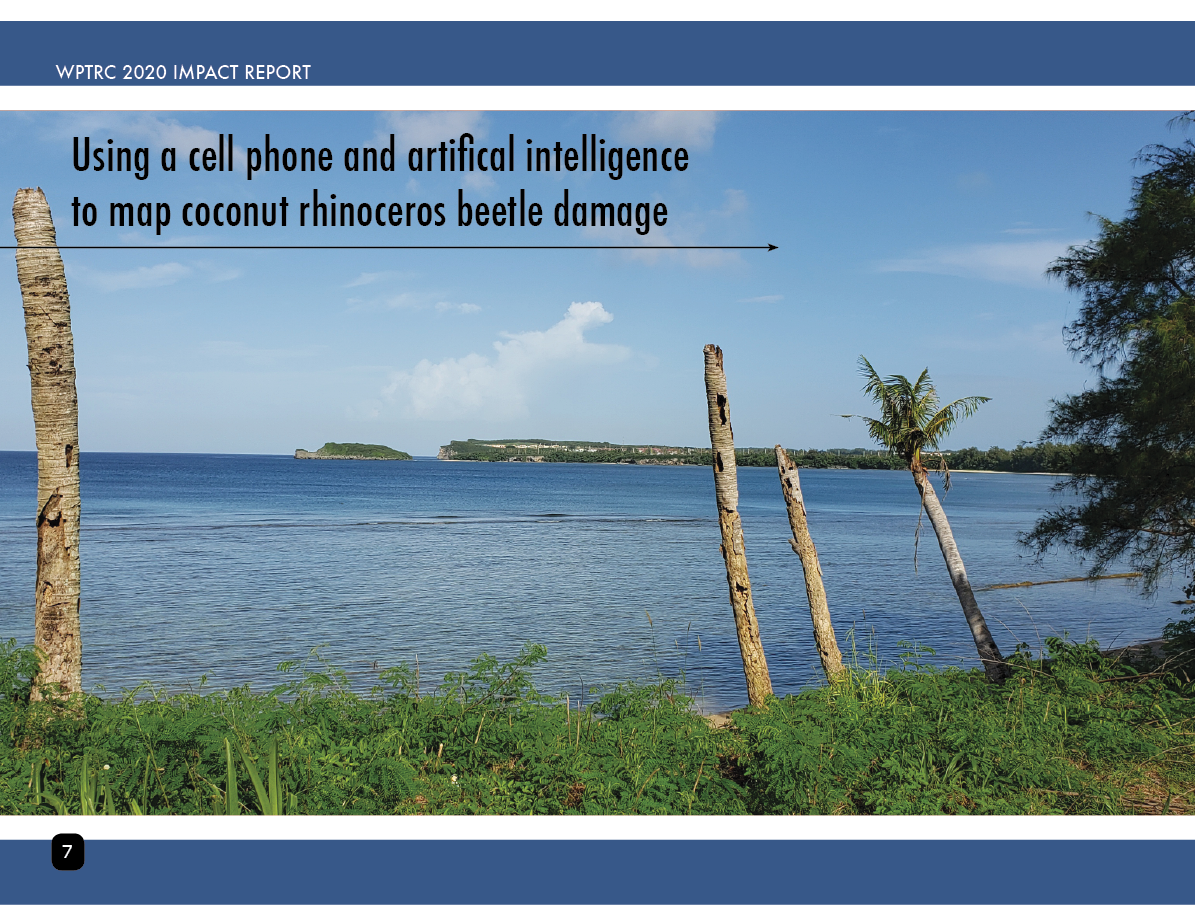 WPTRC 2020 IMPACT REPORT
Using a cell phone and artifical intelligence
to map coconut rhinoceros beetle damage
7